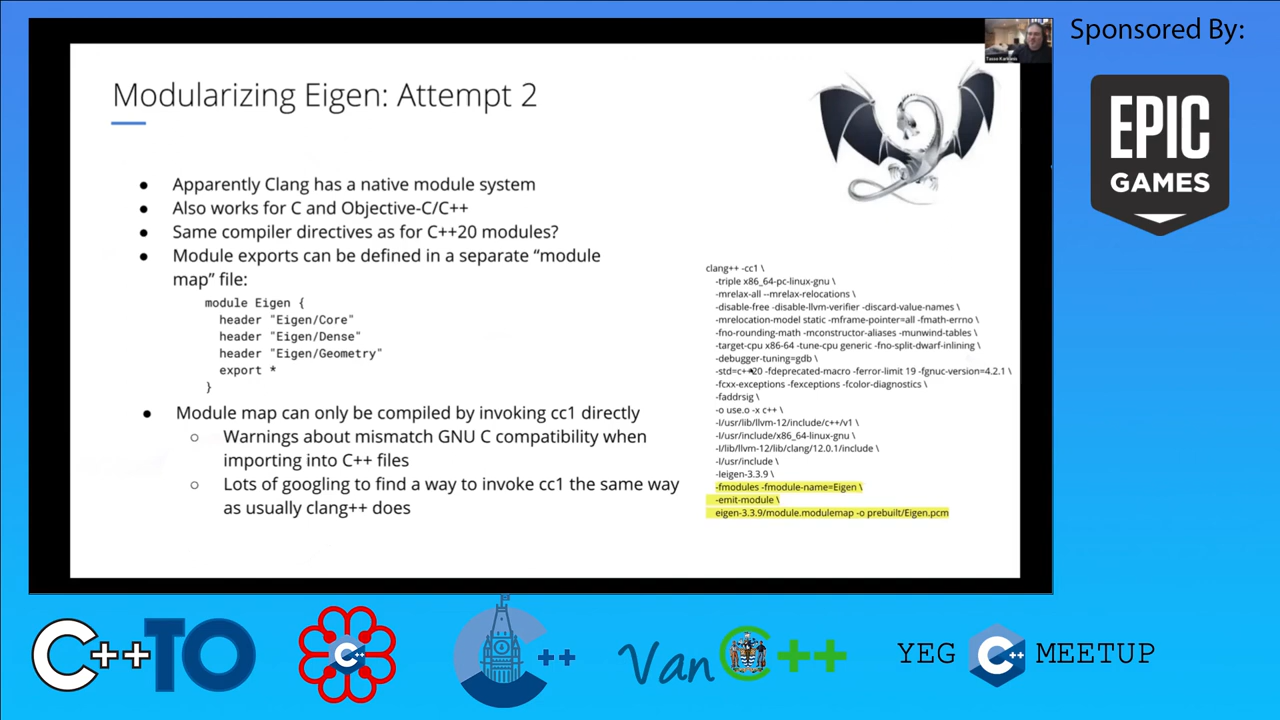 Sponsored By:
EPIC
GAMES
Modularizing Eigen: Attempt 2
● Apparently Clang has a native module system
● Also works for C and Objective-C/C++
● Same compiler directives as for C++20 modules?
● Module exports can be defined in a separate “module
map” file:
module Eigen {
header "Eigen/Core"
header "Eigen/Dense"
header "Eigen/Geometry"
export *
}
● Module map can only be compiled by invoking cc1 directly
○ Warnings about mismatch GNU C compatibility when
importing into C++ files
○ Lots of googling to find a way to invoke cc1 the same way
as usually clang++ does
clang++ -cc1 \
-triple x86_64-pc-linux-gnu \
-mrelax-all --mrelax-relocations \
-disable-free -disable-llvm-verifier -discard-value-names \
-mrelocation-model static -mframe-pointer=all -fmath-errno \
-fno-rounding-math -mconstructor-aliases -munwind-tables \
-target-cpu x86-64 -tune-cpu generic -fno-split-dwarf-inlining \
-debugger-tuning=gdb \
-std=c++20 -fdeprecated-macro -ferror-limit 19 -fgnuc-version=4.2.1 \
-fcxx-exceptions -fexceptions -fcolor-diagnostics \
-faddrsig \
-o use.o -x c++ \
-I/usr/lib/llvm-12/include/c++/v1 \
-I/usr/include/x86_64-linux-gnu \
-I/lib/llvm-12/lib/clang/12.0.1/include \
-I/usr/include \
-Ieigen-3.3.9 \
-fmodules -fmodule-name=Eigen \
-emit-module \
eigen-3.3.9/module.modulemap -o prebuilt/Eigen.pcm
C++TO
C++
C++
Van C++
YEG C++ MEETUP